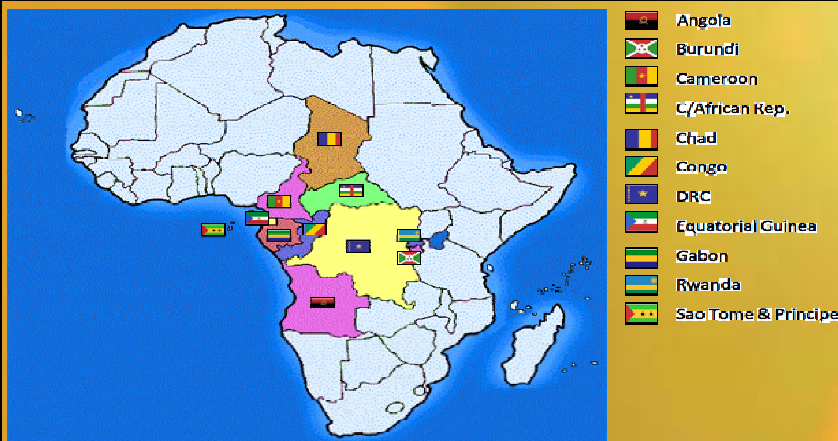 Angola
Burundi
Cameroon
C/African Rep.
Chad
Congo
DRC
Equatorial Guinea
Gabon
Rwanda
Sao Tome & Principe